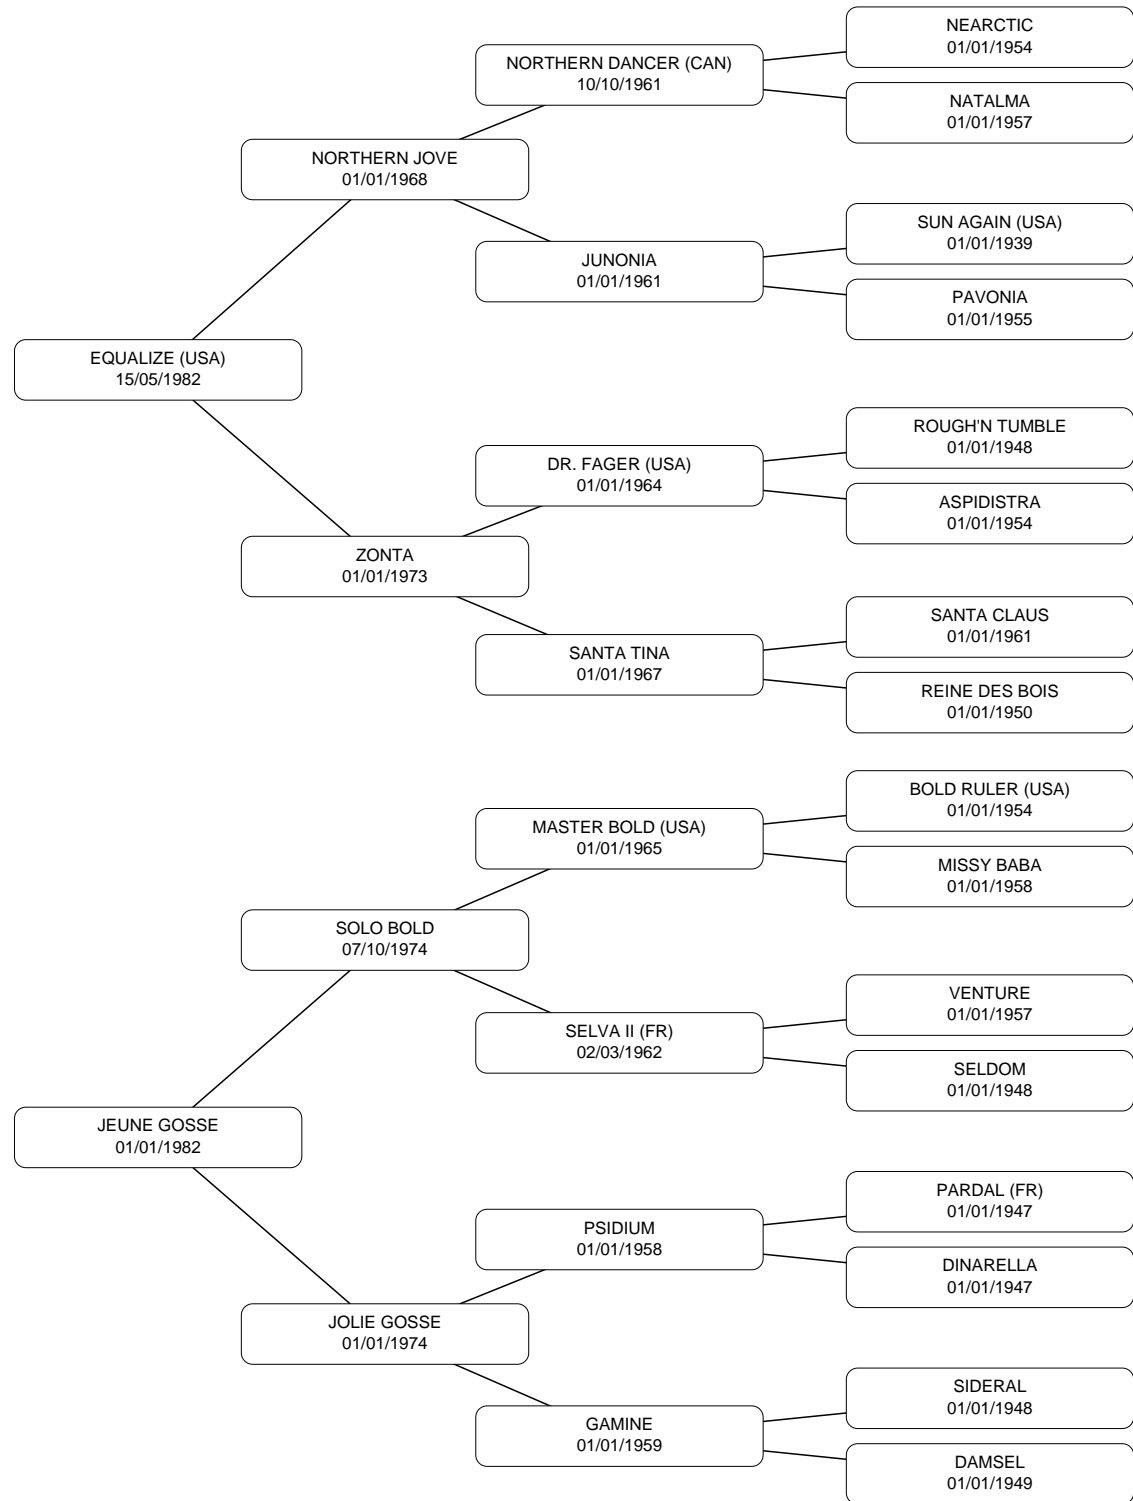 NEARCTIC
01/01/1954
NORTHERN DANCER (CAN)
10/10/1961
NATALMA
01/01/1957
NORTHERN JOVE
01/01/1968
SUN AGAIN (USA)
01/01/1939
JUNONIA
01/01/1961
PAVONIA
01/01/1955
EQUALIZE (USA)
15/05/1982
ROUGH'N TUMBLE
01/01/1948
DR. FAGER (USA)
01/01/1964
ASPIDISTRA
01/01/1954
ZONTA
01/01/1973
SANTA CLAUS
01/01/1961
SANTA TINA
01/01/1967
REINE DES BOIS
01/01/1950
BOLD RULER (USA)
01/01/1954
MASTER BOLD (USA)
01/01/1965
MISSY BABA
01/01/1958
SOLO BOLD
07/10/1974
VENTURE
01/01/1957
SELVA II (FR)
02/03/1962
SELDOM
01/01/1948
JEUNE GOSSE
01/01/1982
PARDAL (FR)
01/01/1947
PSIDIUM
01/01/1958
DINARELLA
01/01/1947
JOLIE GOSSE
01/01/1974
SIDERAL
01/01/1948
GAMINE
01/01/1959
DAMSEL
01/01/1949